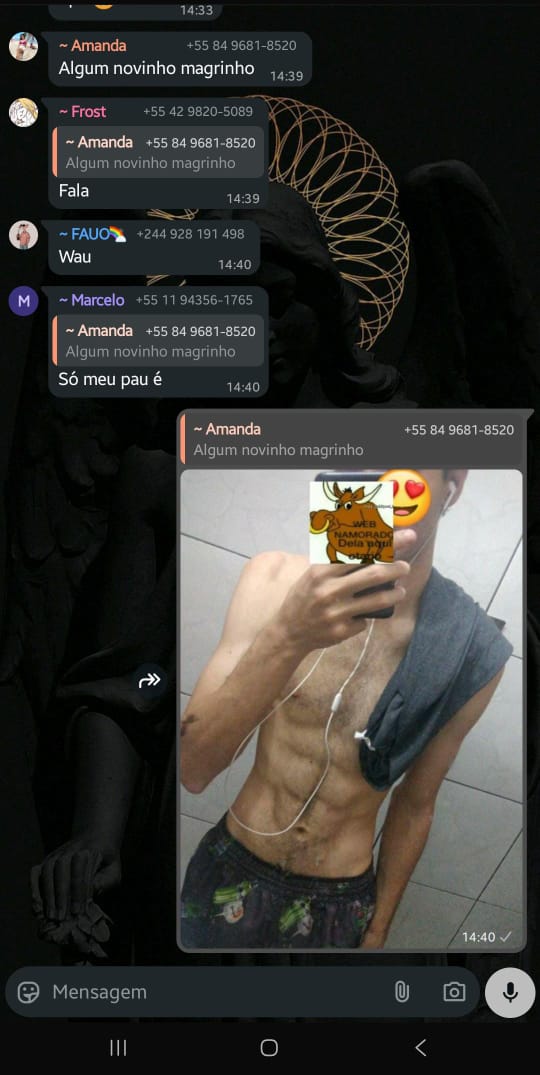 14:33
~ Amanda +55 84 9681-8520
Algum novinho magrinho 14:39
~ Frost +55 42 9820-5089
~ Amanda +55 84 9681-8520
Algum novinho magrinho
Fala
14:39
~ FAUO🌈 +244 928 191 498
Wau
14:40
M
~ Marcelo +55 11 94356-1765
~ Amanda +55 84 9681-8520
Algum novinho magrinho
Só meu pau é
14:40
~ Amanda +55 84 9681-8520
Algum novinho magrinho
WEB
NAMORADO
Dela aqui
otario
14:40
Mensagem